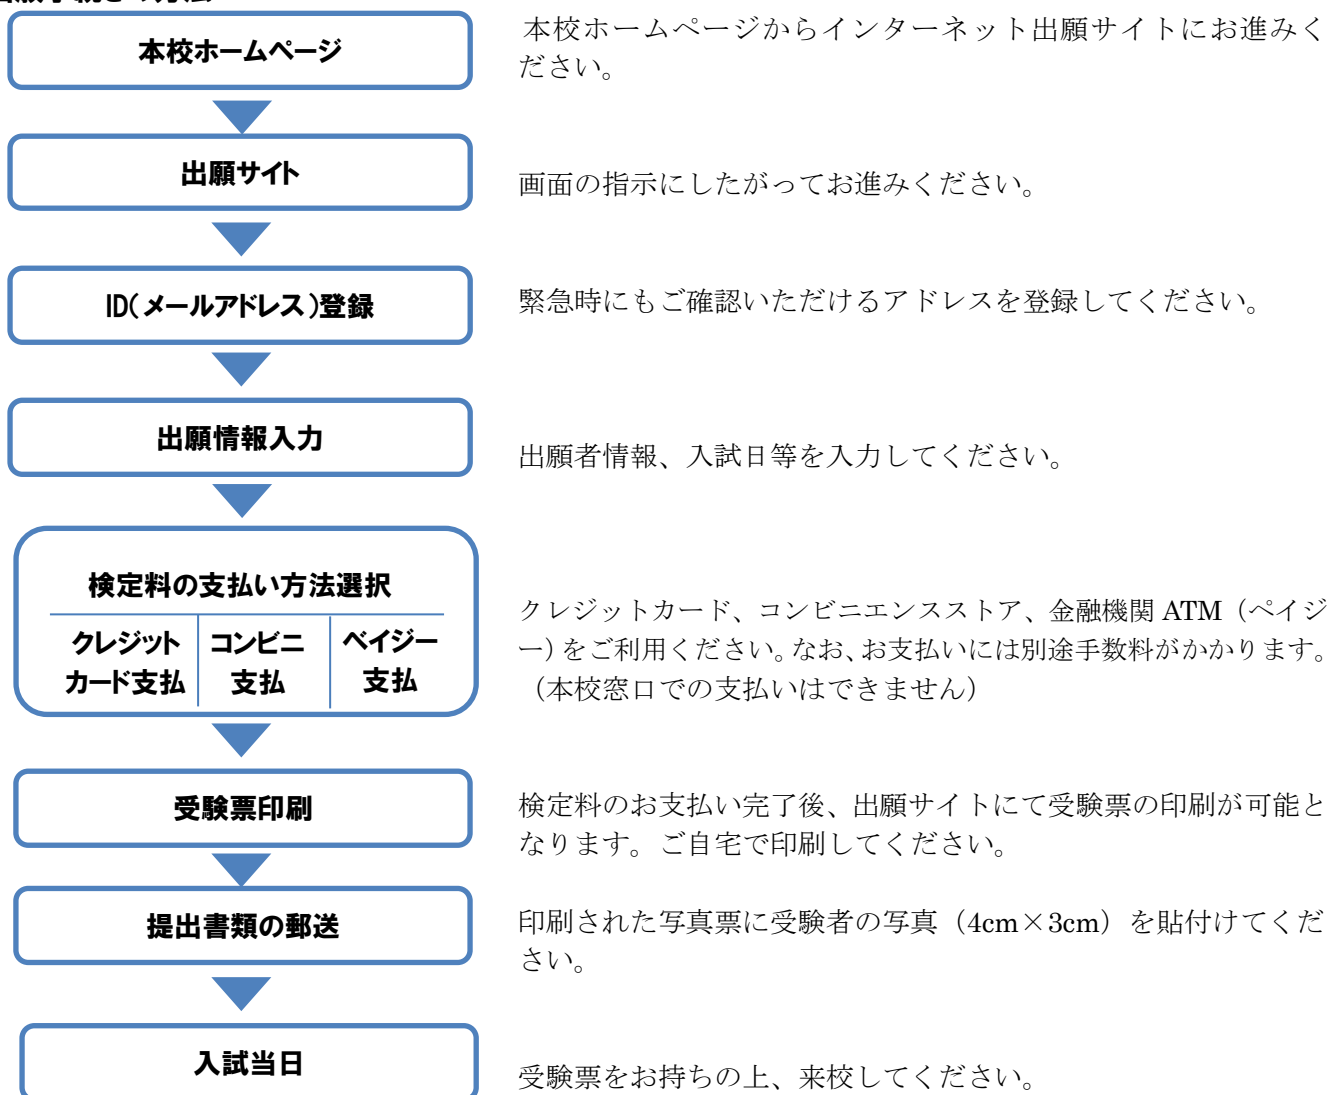 本校ホームページ
本校ホームページからインターネット出願サイトにお進みく
ださい。
出願サイト
画面の指示にしたがってお進みください。
ID(メールアドレス)登録
緊急時にもご確認いただけるアドレスを登録してください。
出願情報入力
出願者情報、入試日等を入力してください。
検定料の支払い方法選択
クレジット
カード支払
コンビニ
支払
ペイジー
支払
クレジットカード、コンビニエンスストア、金融機関 ATM（ペイジ
ー）をご利用ください。なお、お支払いには別途手数料がかかります。
（本校窓口での支払いはできません）
受験票印刷
検定料のお支払い完了後、出願サイトにて受験票の印刷が可能と
なります。ご自宅で印刷してください。
提出書類の郵送
印刷された写真票に受験者の写真（4cm×3cm）を貼付けてくだ
さい。
入試当日
受験票をお持ちの上、来校してください。